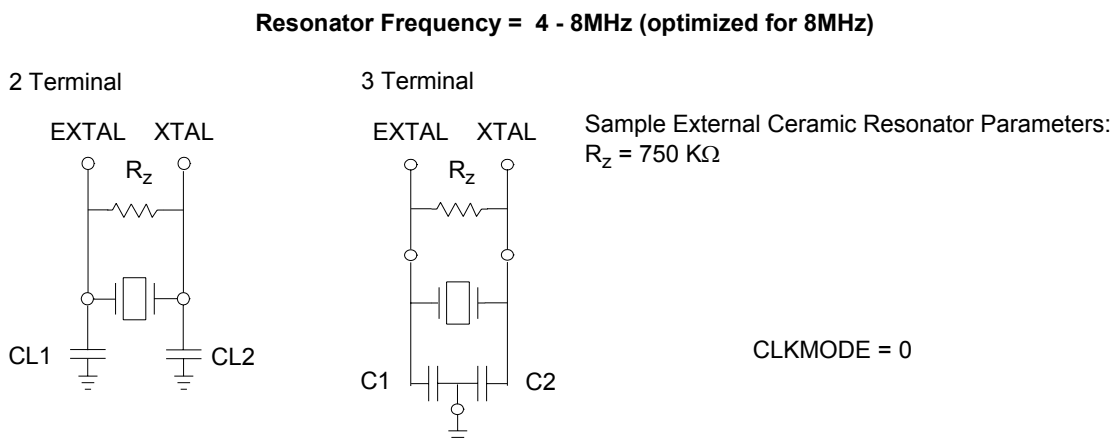 Resonator Frequency = 4 - 8MHz (optimized for 8MHz)
2 Terminal
3 Terminal
EXTAL XTAL
EXTAL XTAL
Sample External Ceramic Resonator Parameters:
Rz = 750 KΩ
Rz
Rz
CL1
CL2
C1
C2
CLKMODE = 0